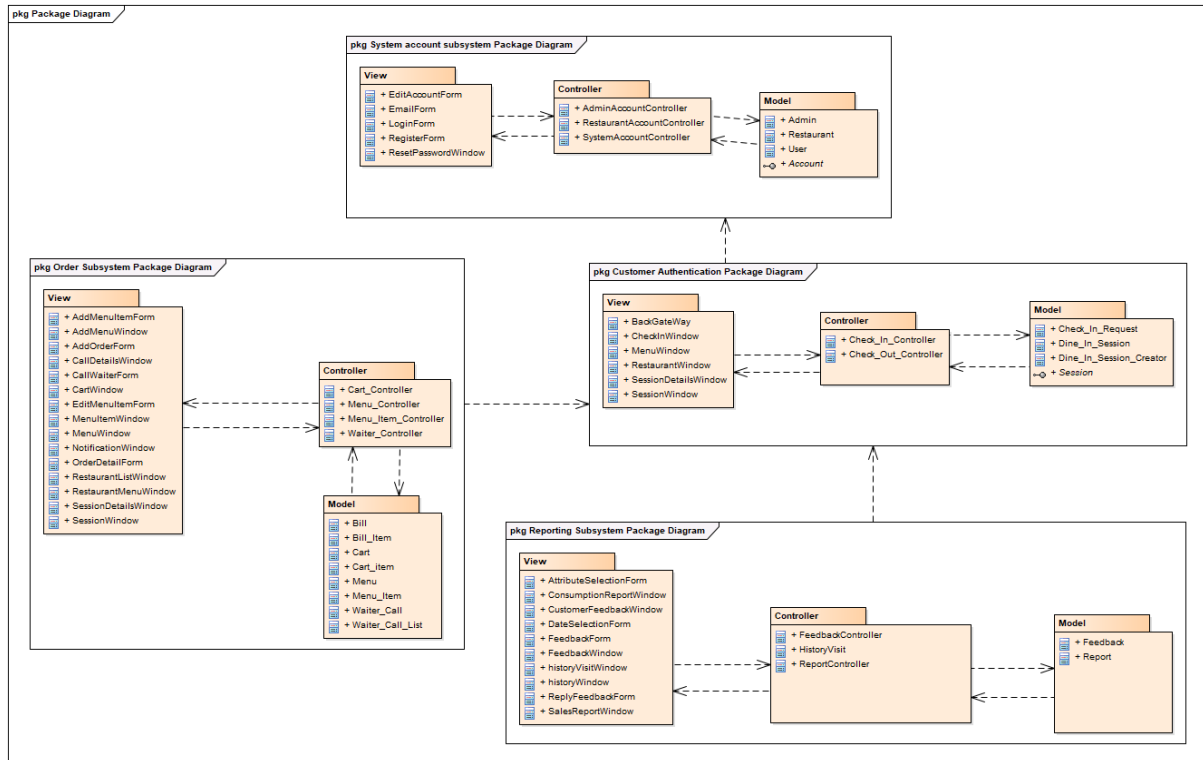 pkg Package Diagram
pkg System account subsystem Package Diagram
View
+ EditAccountForm
+ EmailForm
+ LoginForm
+ RegisterForm
+ ResetPasswordWindow
Controller
+ AdminAccountController
+ RestaurantAccountController
+ SystemAccountController
Model
+ Admin
+ Restaurant
+ User
+ Account
pkg Order Subsystem Package Diagram
View
+ AddMenuItemForm
+ AddMenuWindow
+ AddOrderForm
+ CallDetailsWindow
+ CallWaiterForm
+ CartWindow
+ EditMenuItemForm
+ MenuItemWindow
+ MenuWindow
+ NotificationWindow
+ OrderDetailForm
+ RestaurantListWindow
+ RestaurantMenuWindow
+ SessionDetailsWindow
+ SessionWindow
Controller
+ Cart_Controller
+ Menu_Controller
+ Menu_Item_Controller
+ Waiter_Controller
Model
+ Bill
+ Bill_Item
+ Cart
+ Cart_item
+ Menu
+ Menu_Item
+ Waiter_Call
+ Waiter_Call_List
pkg Customer Authentication Package Diagram
View
+ BackGateWay
+ CheckInWindow
+ MenuWindow
+ RestaurantWindow
+ SessionDetailsWindow
+ SessionWindow
Controller
+ Check_In_Controller
+ Check_Out_Controller
Model
+ Check_In_Request
+ Dine_In_Session
+ Dine_In_Session_Creator
+ Session
pkg Reporting Subsystem Package Diagram
View
+ AttributeSelectionForm
+ ConsumptionReportWindow
+ CustomerFeedbackWindow
+ DateSelectionForm
+ FeedbackForm
+ FeedbackWindow
+ historyVisitWindow
+ historyWindow
+ ReplyFeedbackForm
+ SalesReportWindow
Controller
+ FeedbackController
+ HistoryVisit
+ ReportController
Model
+ Feedback
+ Report